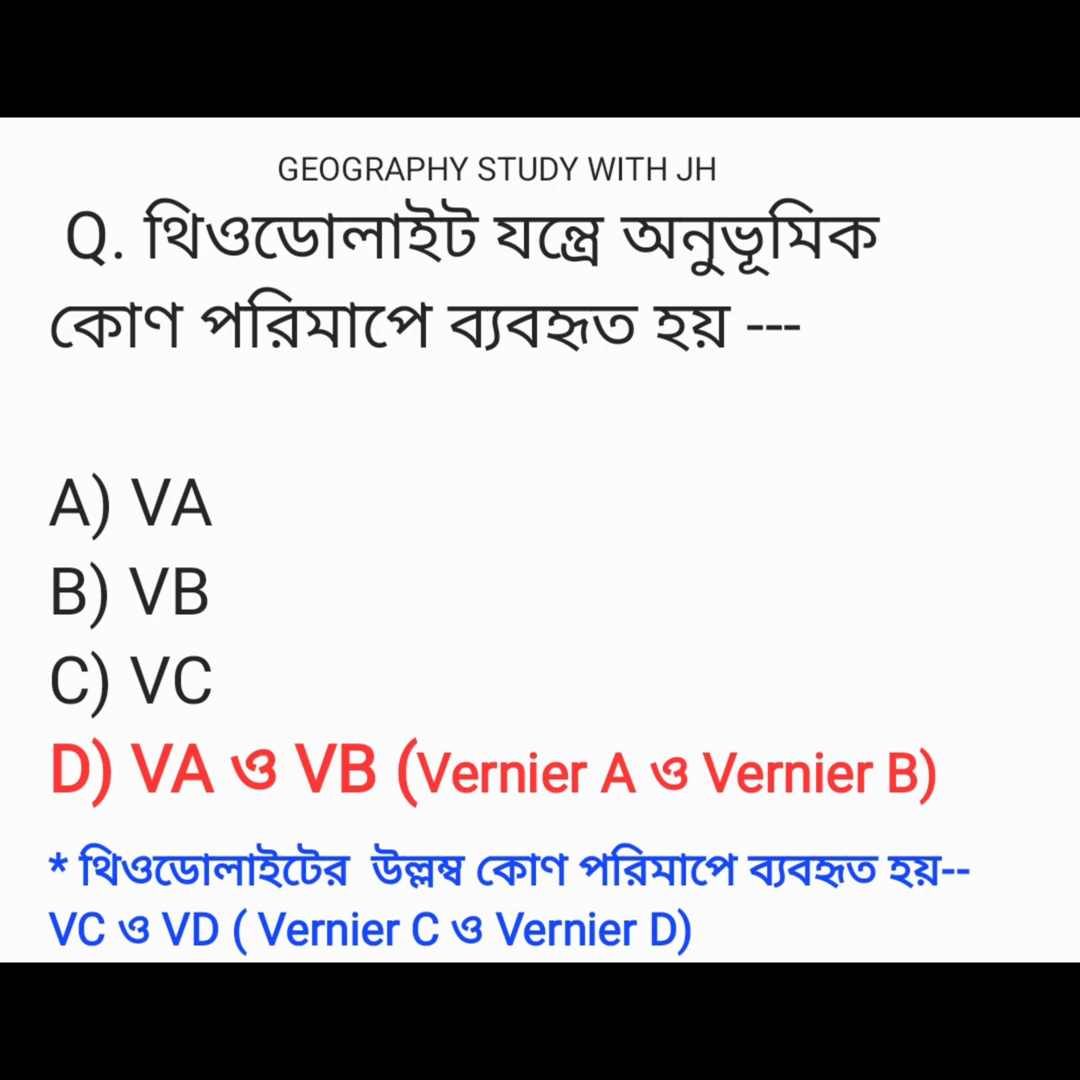 GEOGRAPHY STUDY WITH JH
Q. থিওডোলাইট যন্ত্রে অনুভূমিক
কোণ পরিমাপে ব্যবহৃত হয় ---
A) VA
B) VB
C) VC
D) VA ও VB (Vernier A ও Vernier B)
* থিওডোলাইটের উল্লম্ব কোণ পরিমাপে ব্যবহৃত হয়--
VC ও VD ( Vernier C ও Vernier D)